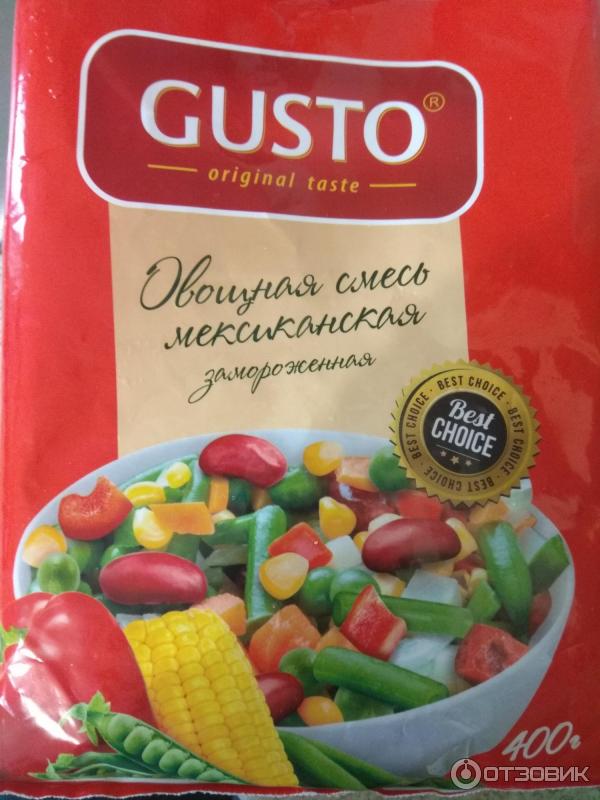 GUSTO®
original taste
Овощная смесь
мексиканская
замороженная
BEST CHOICE · BEST CHOICE · BEST CHOICE · BEST CHOICE ·
Best
CHOICE
400г
ОТЗОВИК